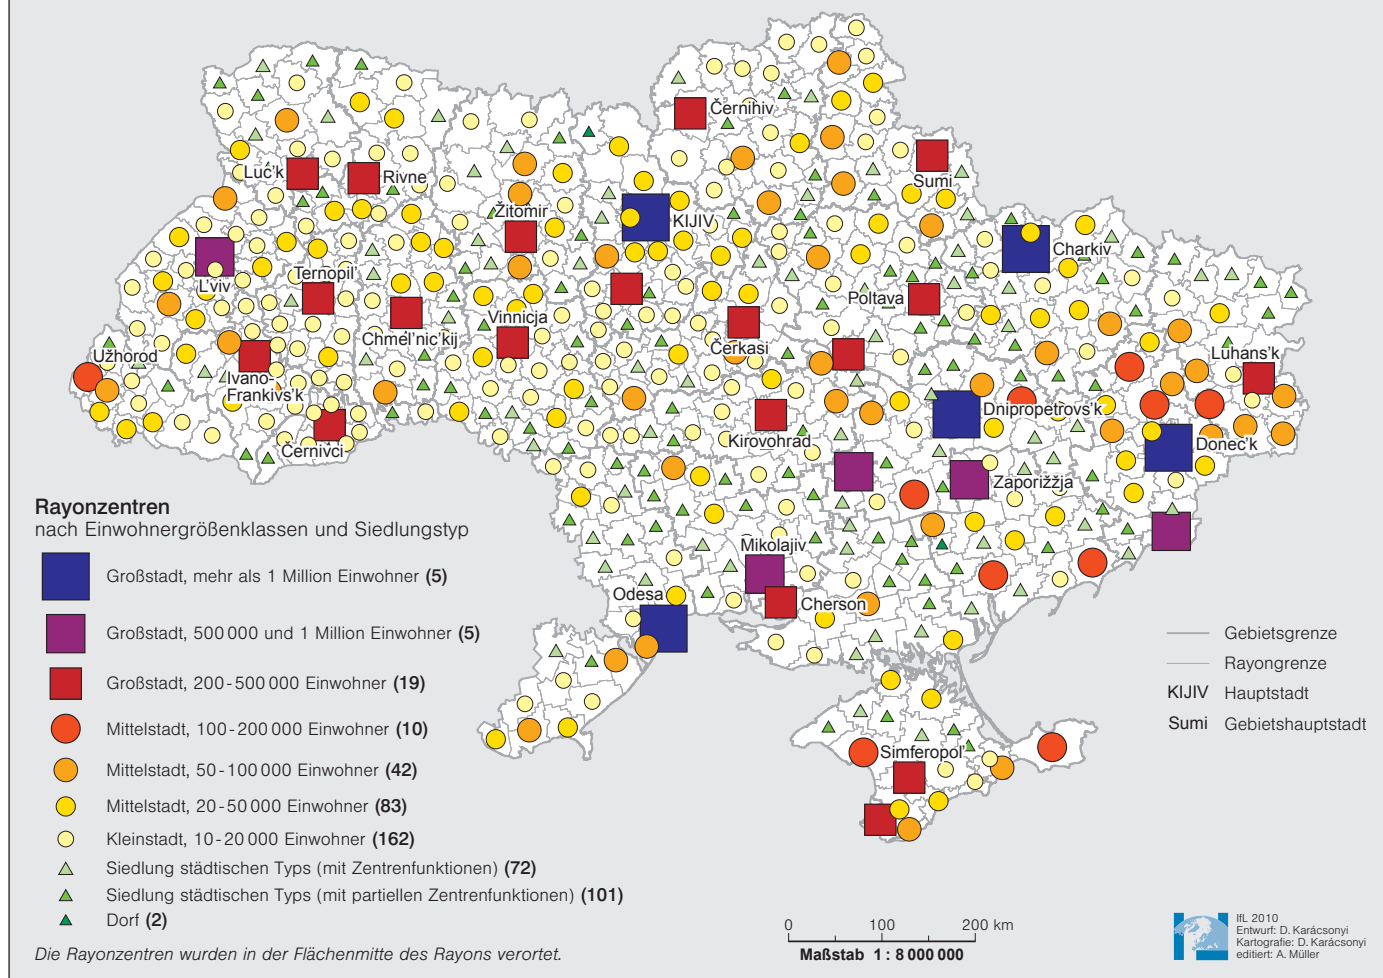 Černihiv
Sumi
Luc'k
Rivne
Žitomir
KIJIV
Charkiv
L'viv
Ternopil'
Poltava
Vinnicja
Chmel'nic'kij
Čerkasi
Užhorod
Luhans'k
Ivano-
Frankivs'k
Dnipropetrovs'k
Kirovohrad
Donec'k
Černivci
Zaporižžja
Mikolajiv
Odesa
Cherson
Simferopol'
Rayonzentren
nach Einwohnergrößenklassen und Siedlungstyp
Großstadt, mehr als 1 Million Einwohner (5)
Großstadt, 500 000 und 1 Million Einwohner (5)
Großstadt, 200-500 000 Einwohner (19)
Mittelstadt, 100-200 000 Einwohner (10)
Mittelstadt, 50-100 000 Einwohner (42)
Mittelstadt, 20-50 000 Einwohner (83)
Kleinstadt, 10-20 000 Einwohner (162)
Siedlung städtischen Typs (mit Zentrenfunktionen) (72)
Siedlung städtischen Typs (mit partiellen Zentrenfunktionen) (101)
Dorf (2)
Die Rayonzentren wurden in der Flächenmitte des Rayons verortet.
Gebietsgrenze
Rayongrenze
KIJIV Hauptstadt
Sumi Gebietshauptstadt
0 100 200 km
Maßstab 1 : 8 000 000
IfL 2010
Entwurf: D. Karácsonyi
Kartografie: D. Karácsonyi
editiert: A. Müller